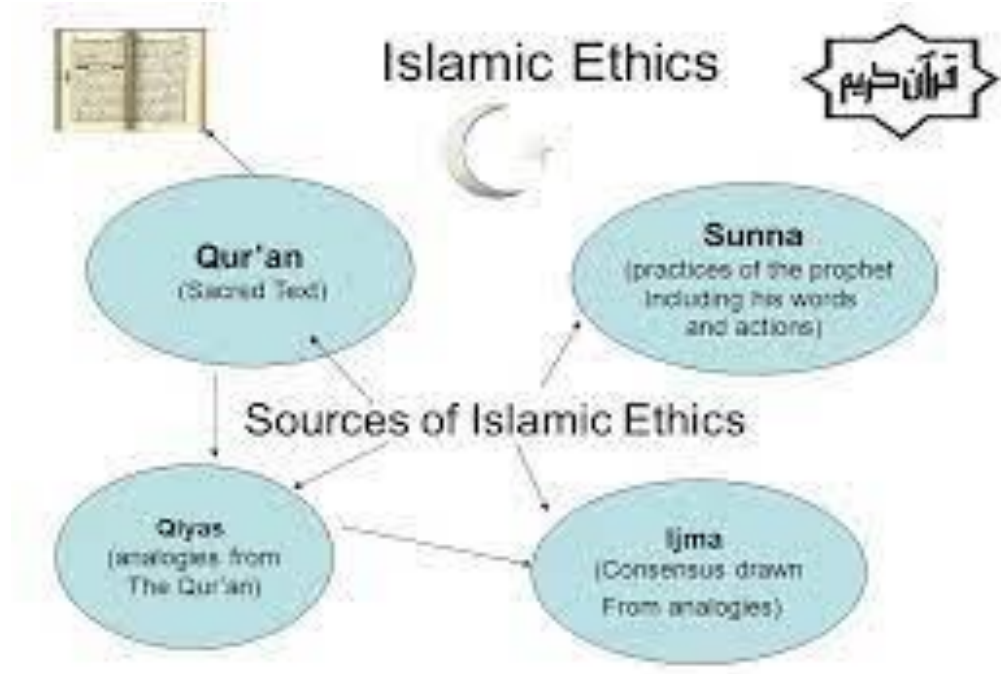 Islamic Ethics
قرآن کریم
Qur'an
(Sacred Text)
Sunna
(practices of the prophet
Including his words
and actions)
Sources of Islamic Ethics
Qiyas
(analogies from
The Qur'an)
Ijma
(Consensus drawn
From analogies)